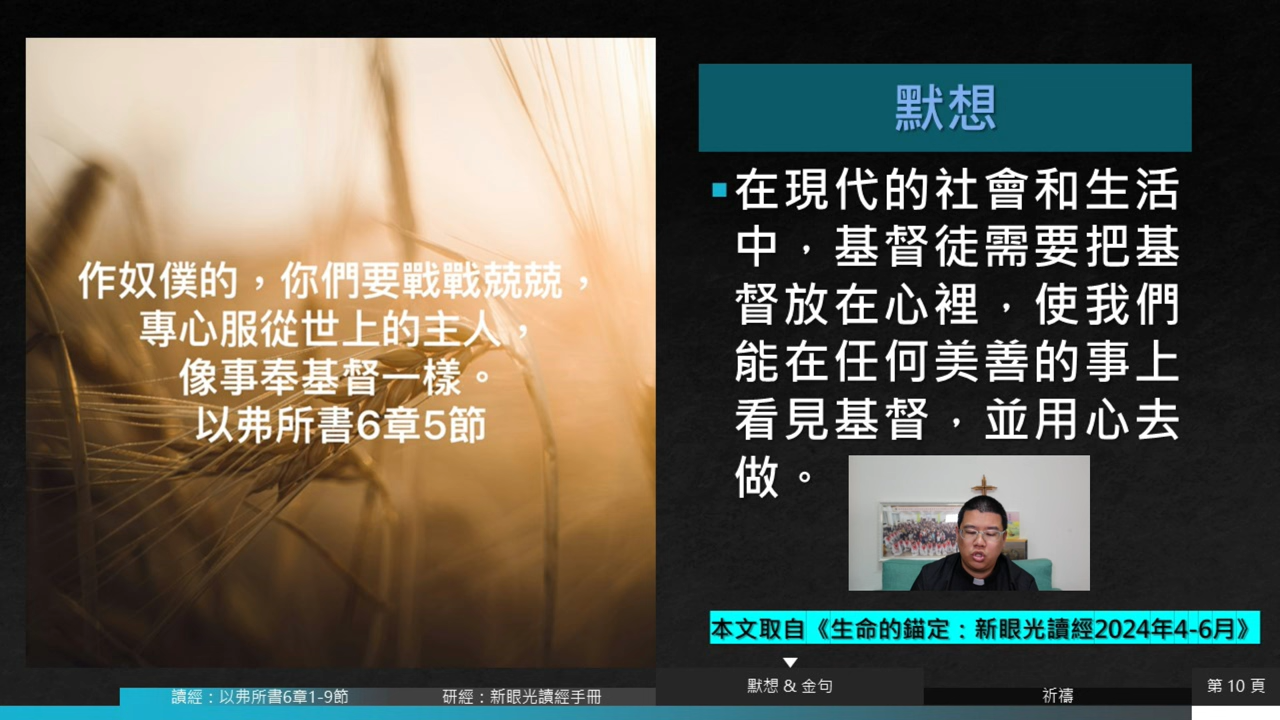 作奴僕的，你們要戰戰兢兢，
專心服從世上的主人，
像事奉基督一樣。
以弗所書6章5節
默想
在現代的社會和生活
中，基督徒需要把基
督放在心裡，使我們
能在任何美善的事上
看見基督，並用心去
做。
本文取自《生命的錨定：新眼光讀經2024年4-6月》
讀經：以弗所書6章1-9節
研經：新眼光讀經手冊
默想 & 金句
祈禱
第 10 頁